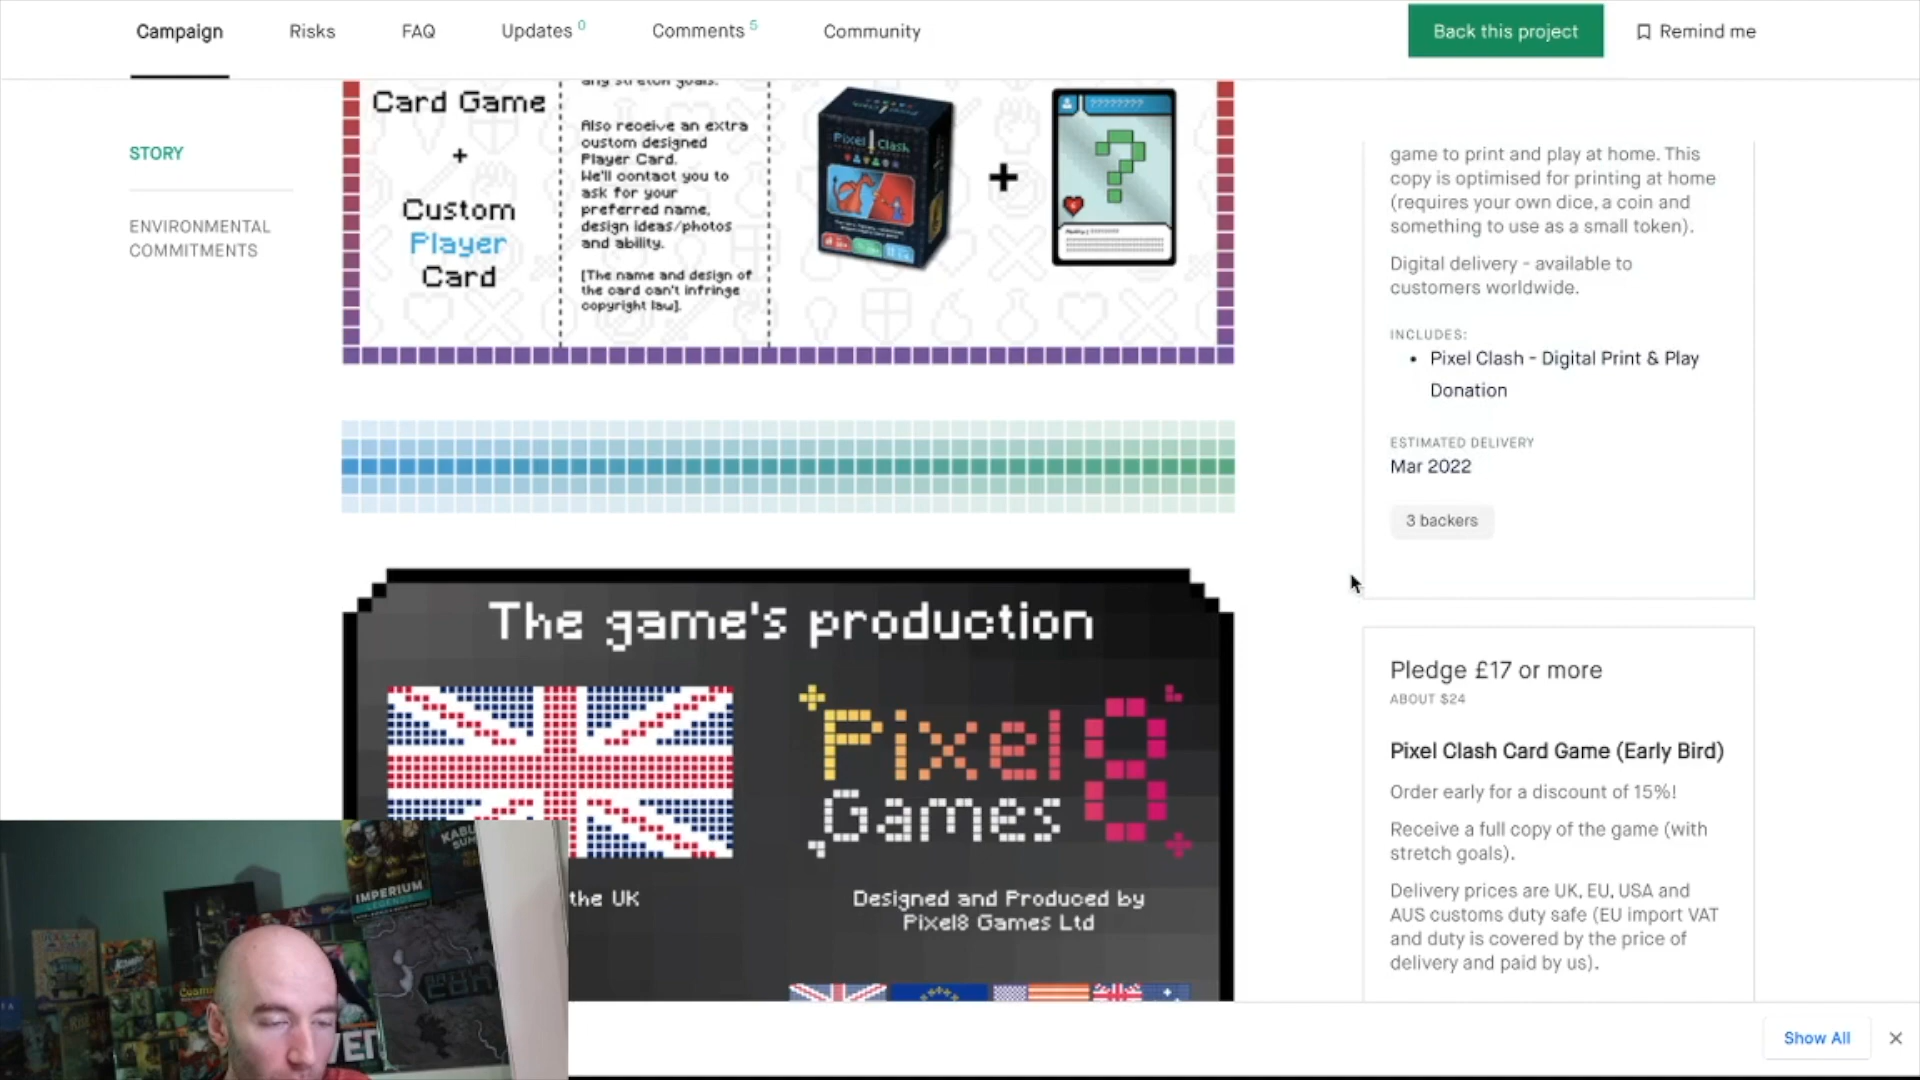 Campaign
Risks
FAQ
Updates 0
Comments 5
Community
Back this project
Remind me
STORY
ENVIRONMENTAL
COMMITMENTS
Card Game
+
Custom
Player
Card
any stretch goals.
Also receive an extra
custom designed
Player Card.
We'll contact you to
ask for your
preferred name,
design ideas/photos
and ability.
[The name and design of
the card can't infringe
copyright law].
Pixel Clash
+
????????
?
The game's production
the UK
Pixel 8
Games
Designed and Produced by
Pixel8 Games Ltd
game to print and play at home. This
copy is optimised for printing at home
(requires your own dice, a coin and
something to use as a small token).
Digital delivery - available to
customers worldwide.
INCLUDES:
• Pixel Clash - Digital Print & Play
Donation
ESTIMATED DELIVERY
Mar 2022
3 backers
Pledge £17 or more
ABOUT $24
Pixel Clash Card Game (Early Bird)
Order early for a discount of 15%!
Receive a full copy of the game (with
stretch goals).
Delivery prices are UK, EU, USA and
AUS customs duty safe (EU import VAT
and duty is covered by the price of
delivery and paid by us).
IMPERIUM
LEGENDS
Show All